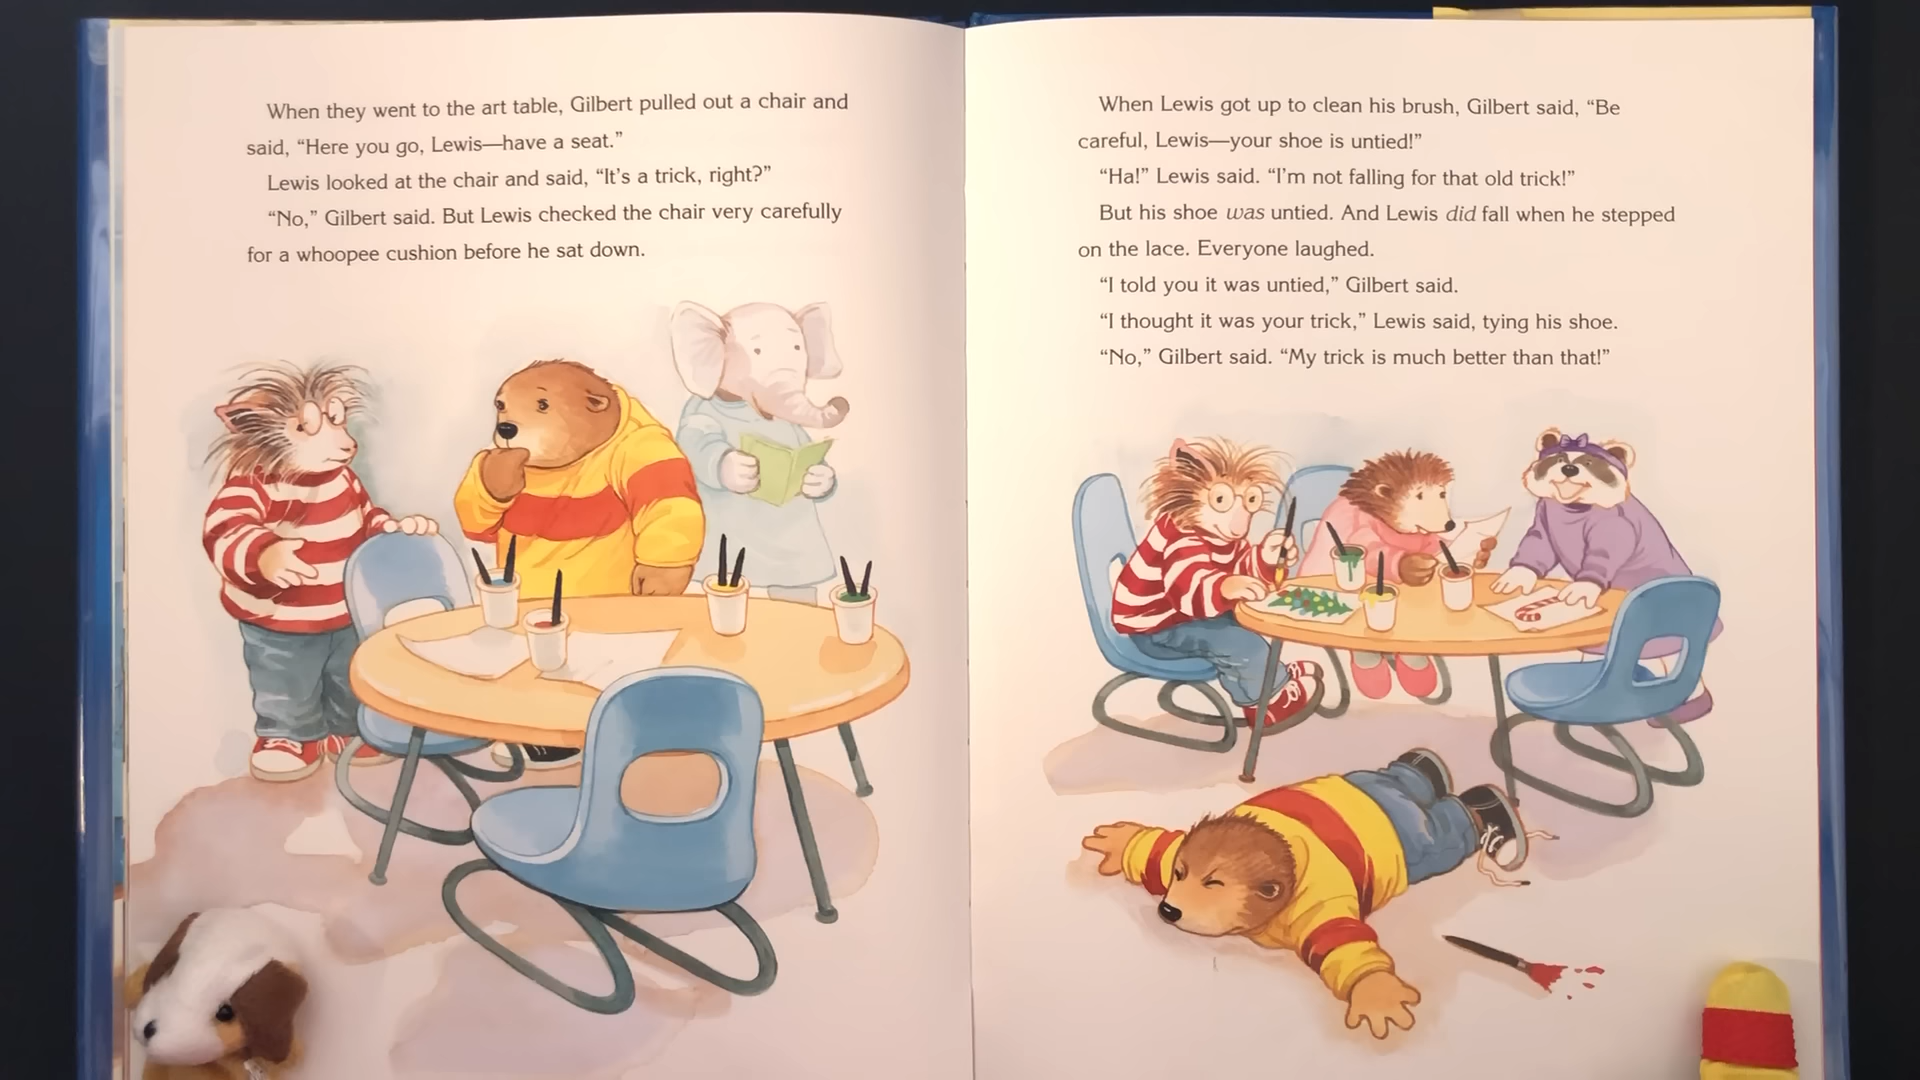 When they went to the art table, Gilbert pulled out a chair and
said, “Here you go, Lewis—have a seat.”
Lewis looked at the chair and said, “It’s a trick, right?”
“No,” Gilbert said. But Lewis checked the chair very carefully
for a whoopee cushion before he sat down.
When Lewis got up to clean his brush, Gilbert said, “Be
careful, Lewis—your shoe is untied!”
“Ha!” Lewis said. “I’m not falling for that old trick!”
But his shoe was untied. And Lewis did fall when he stepped
on the lace. Everyone laughed.
“I told you it was untied,” Gilbert said.
“I thought it was your trick,” Lewis said, tying his shoe.
“No,” Gilbert said. “My trick is much better than that!”